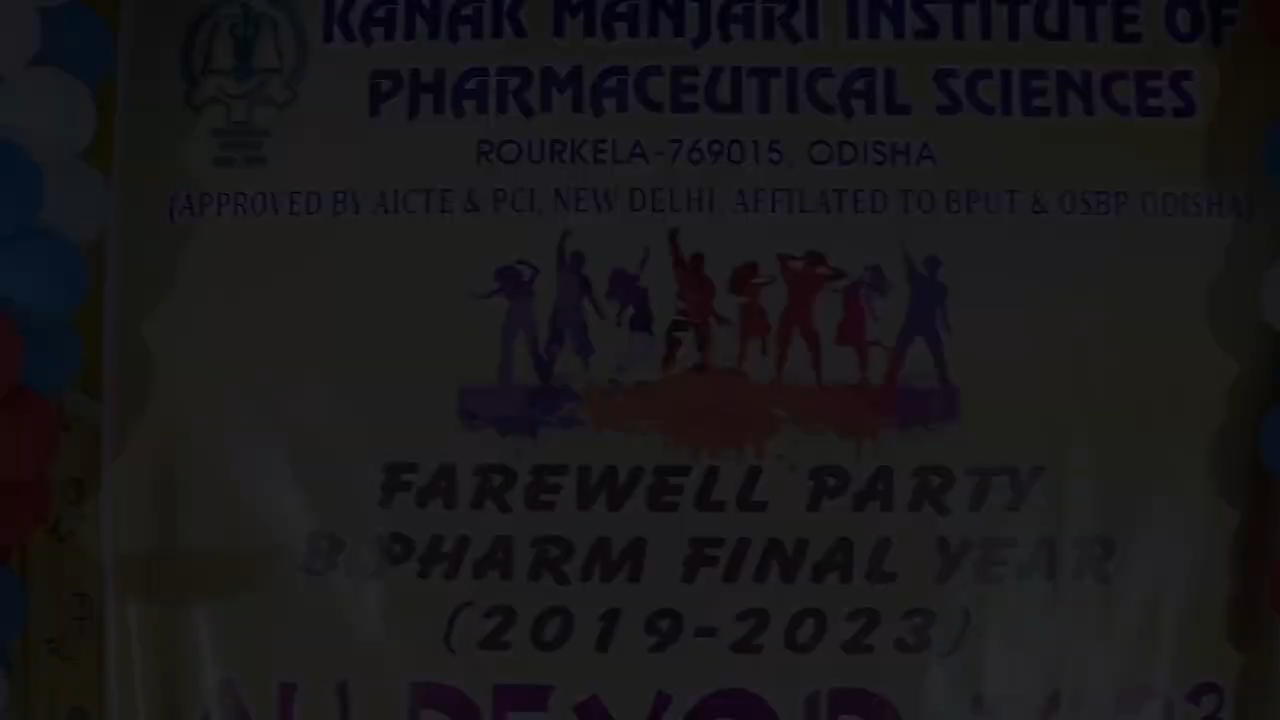 KANAK MANJARI INSTITUTE OF
PHARMACEUTICAL SCIENCES
ROURKELA-769015, ODISHA
(APPROVED BY AICTE & PCI, NEW DELHI, AFFILATED TO BPUT & OSBP ODISHA)
FAREWELL PARTY
B.PHARM FINAL YEAR
(2019-2023)